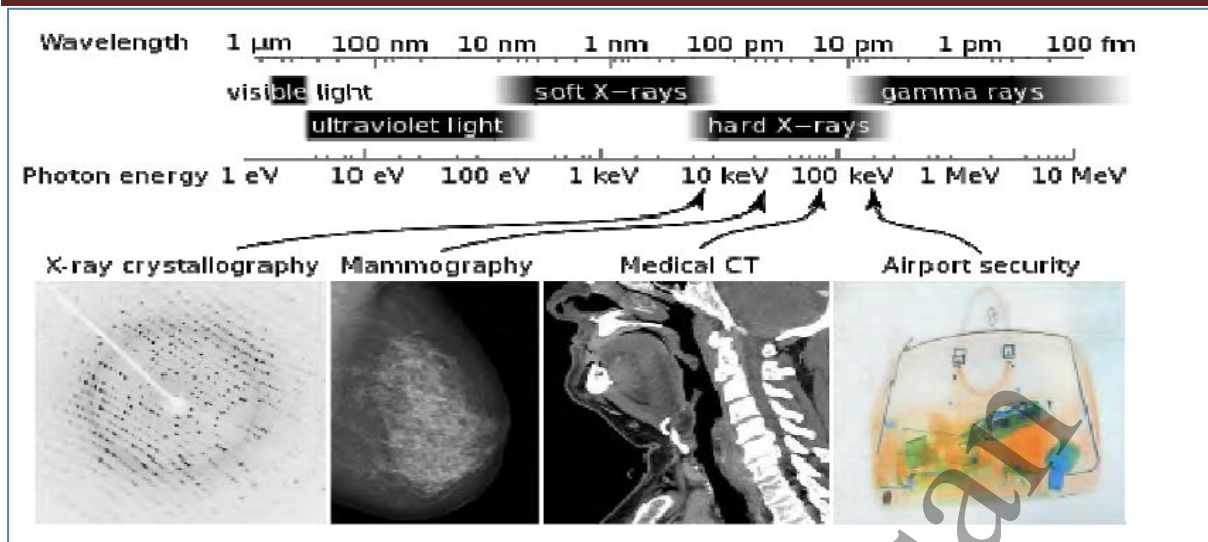 Wavelength 1 μm 100 nm 10 nm 1 nm 100 pm 10 pm 1 pm 100 fm
visible light soft X−rays gamma rays
ultraviolet light hard X−rays
Photon energy 1 eV 10 eV 100 eV 1 keV 10 keV 100 keV 1 MeV 10 MeV
X-ray crystallography Mammography Medical CT Airport security